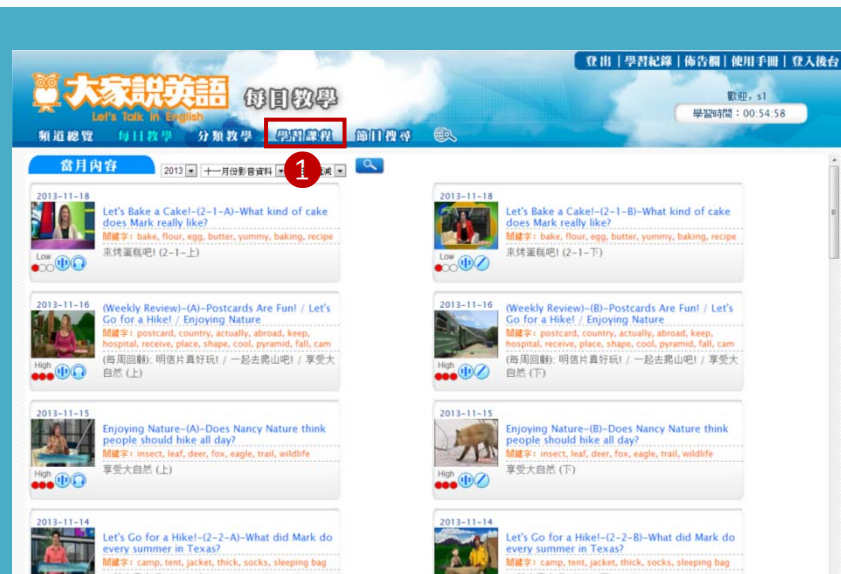 登出 | 學習紀錄 | 佈告欄 | 使用手冊 | 登入後台
大家說英語
Let's Talk In English
每日教學
歡迎, s1
學習時間：00:54:58
頻道總覽 每日教學 分類教學 學習課程 節目搜尋
當月內容
2013 十一月份影音資料
1
2013-11-18
Let's Bake a Cake!-(2-1-A)-What kind of cake
does Mark really like?
關鍵字: bake, flour, egg, butter, yummy, baking, recipe
來烤蛋糕吧! (2-1-上)
Low 中
2013-11-18
Let's Bake a Cake!-(2-1-B)-What kind of cake
does Mark really like?
關鍵字: bake, flour, egg, butter, yummy, baking, recipe
來烤蛋糕吧! (2-1-下)
Low 中
2013-11-16
(Weekly Review)-(A)-Postcards Are Fun! / Let's
Go for a Hike! / Enjoying Nature
關鍵字: postcard, country, actually, abroad, keep,
hospital, receive, place, shape, cool, pyramid, fall, cam
(每周回顧): 明信片真好玩! / 一起去爬山吧! / 享受大
自然 (上)
High 中
2013-11-16
(Weekly Review)-(B)-Postcards Are Fun! / Let's
Go for a Hike! / Enjoying Nature
關鍵字: postcard, country, actually, abroad, keep,
hospital, receive, place, shape, cool, pyramid, fall, cam
(每周回顧): 明信片真好玩! / 一起去爬山吧! / 享受大
自然 (下)
High 中
2013-11-15
Enjoying Nature-(A)-Does Nancy Nature think
people should hike all day?
關鍵字: insect, leaf, deer, fox, eagle, trail, wildlife
享受大自然 (上)
High 中
2013-11-15
Enjoying Nature-(B)-Does Nancy Nature think
people should hike all day?
關鍵字: insect, leaf, deer, fox, eagle, trail, wildlife
享受大自然 (下)
High 中
2013-11-14
Let's Go for a Hike!-(2-2-A)-What did Mark do
every summer in Texas?
關鍵字: camp, tent, jacket, thick, socks, sleeping bag
2013-11-14
Let's Go for a Hike!-(2-2-B)-What did Mark do
every summer in Texas?
關鍵字: camp, tent, jacket, thick, socks, sleeping bag